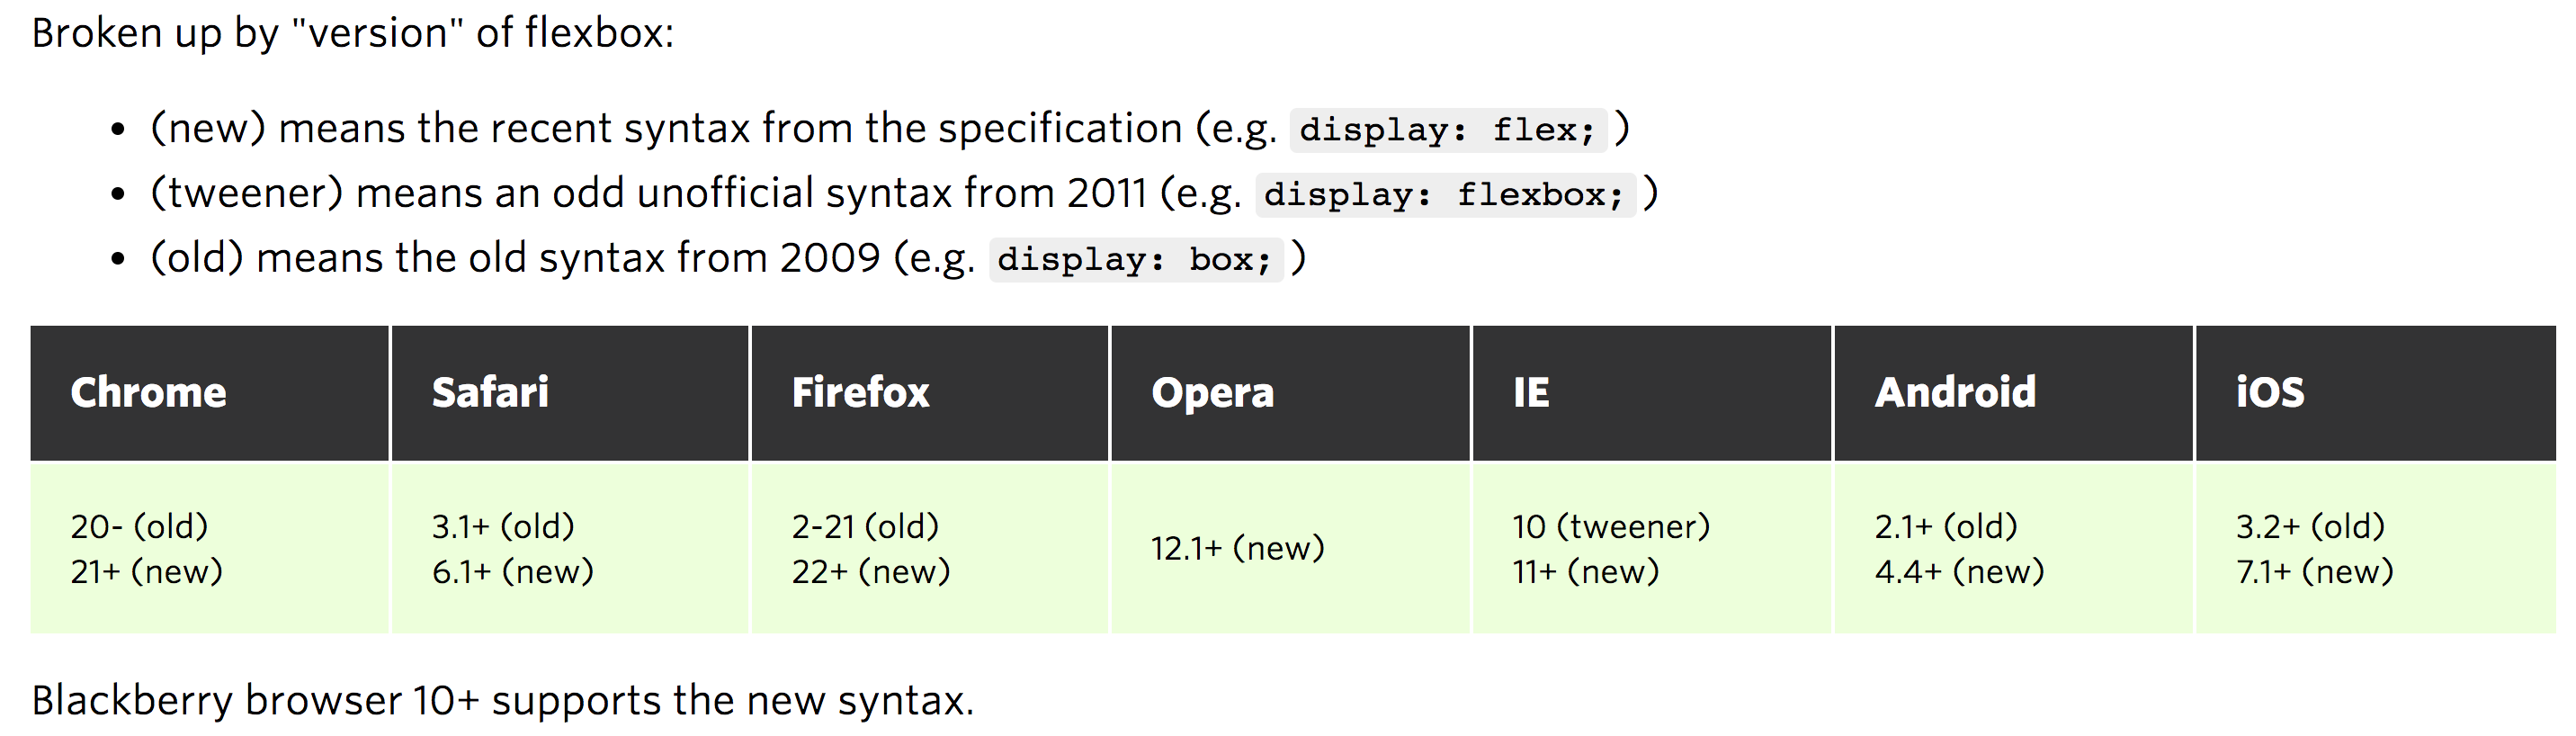 Broken up by "version" of flexbox:
• (new) means the recent syntax from the specification (e.g. display: flex; )
• (tweener) means an odd unofficial syntax from 2011 (e.g. display: flexbox; )
• (old) means the old syntax from 2009 (e.g. display: box; )
Chrome Safari Firefox Opera IE Android iOS
20- (old) 3.1+ (old) 2-21 (old) 12.1+ (new) 10 (tweener) 2.1+ (old) 3.2+ (old)
21+ (new) 6.1+ (new) 22+ (new) 11+ (new) 4.4+ (new) 7.1+ (new)
Blackberry browser 10+ supports the new syntax.